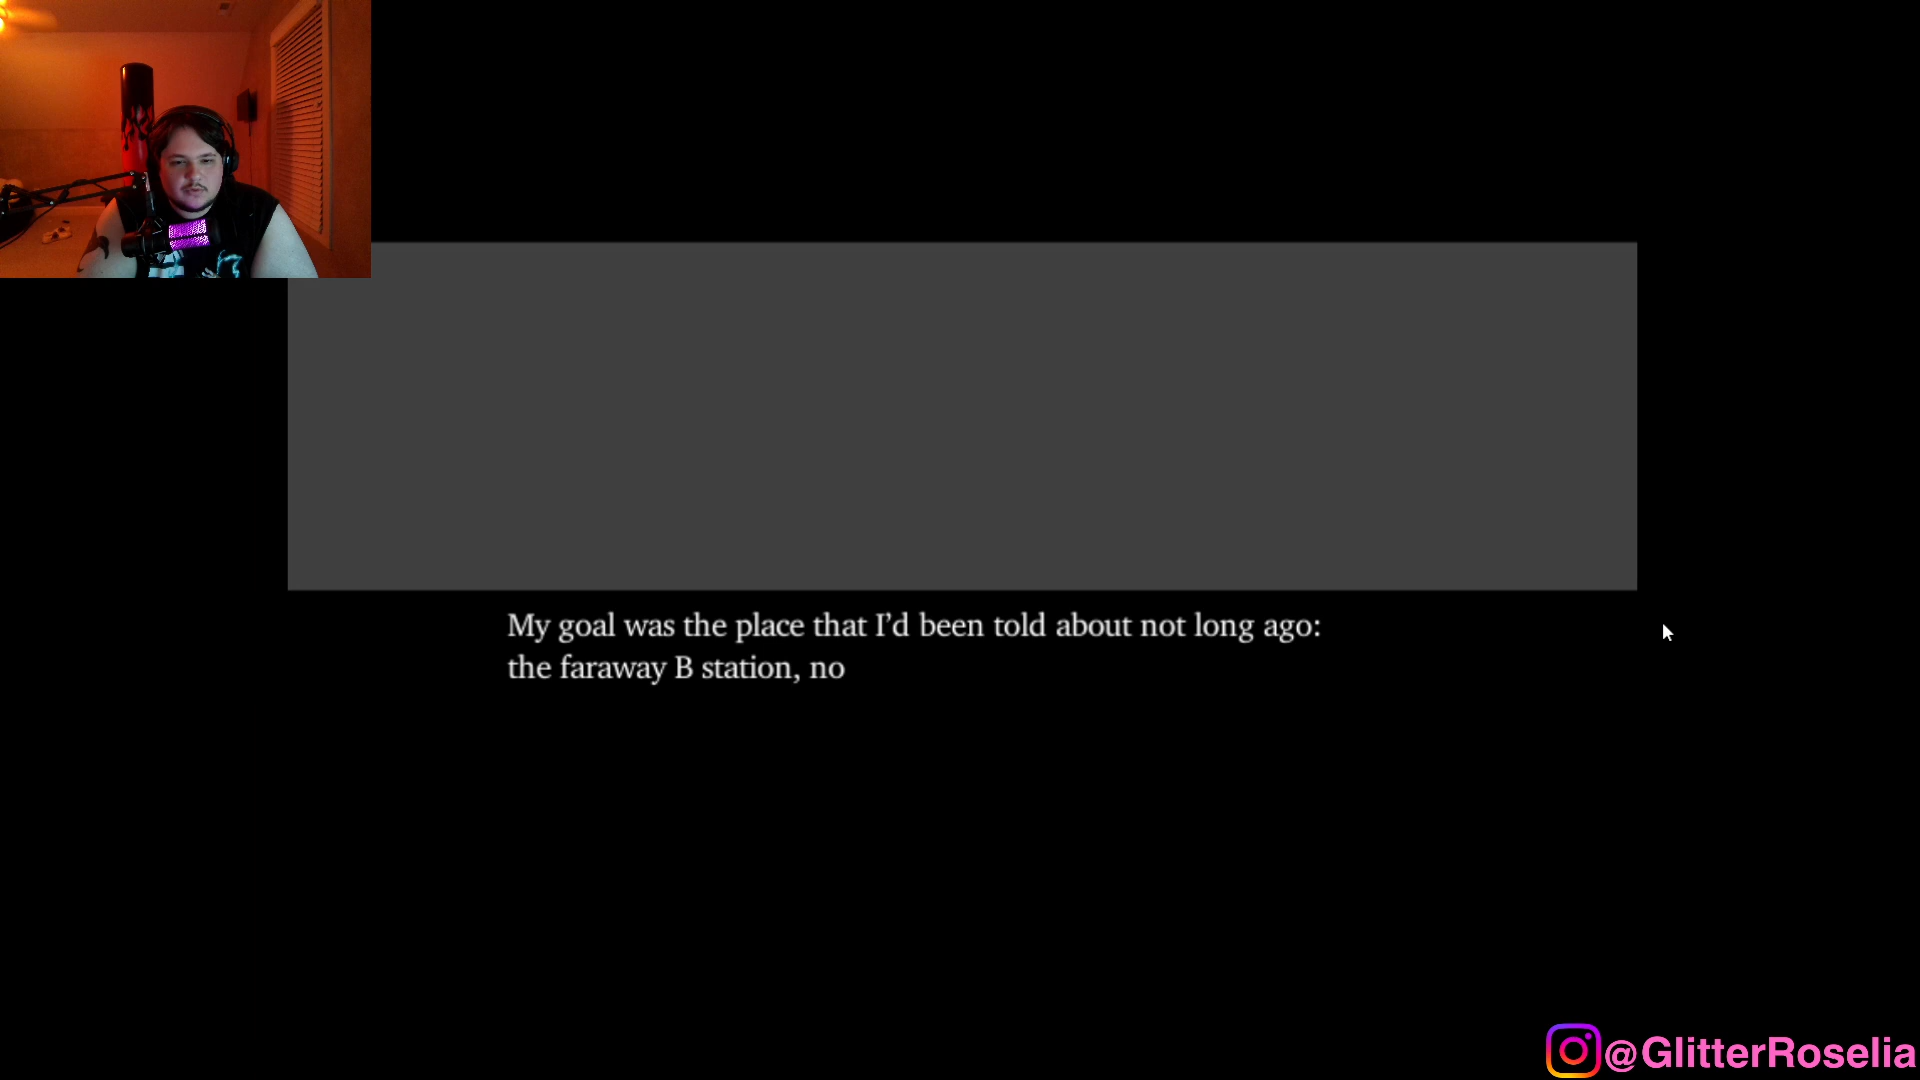 My goal was the place that I’d been told about not long ago:
the faraway B station, no
@GlitterRoselia